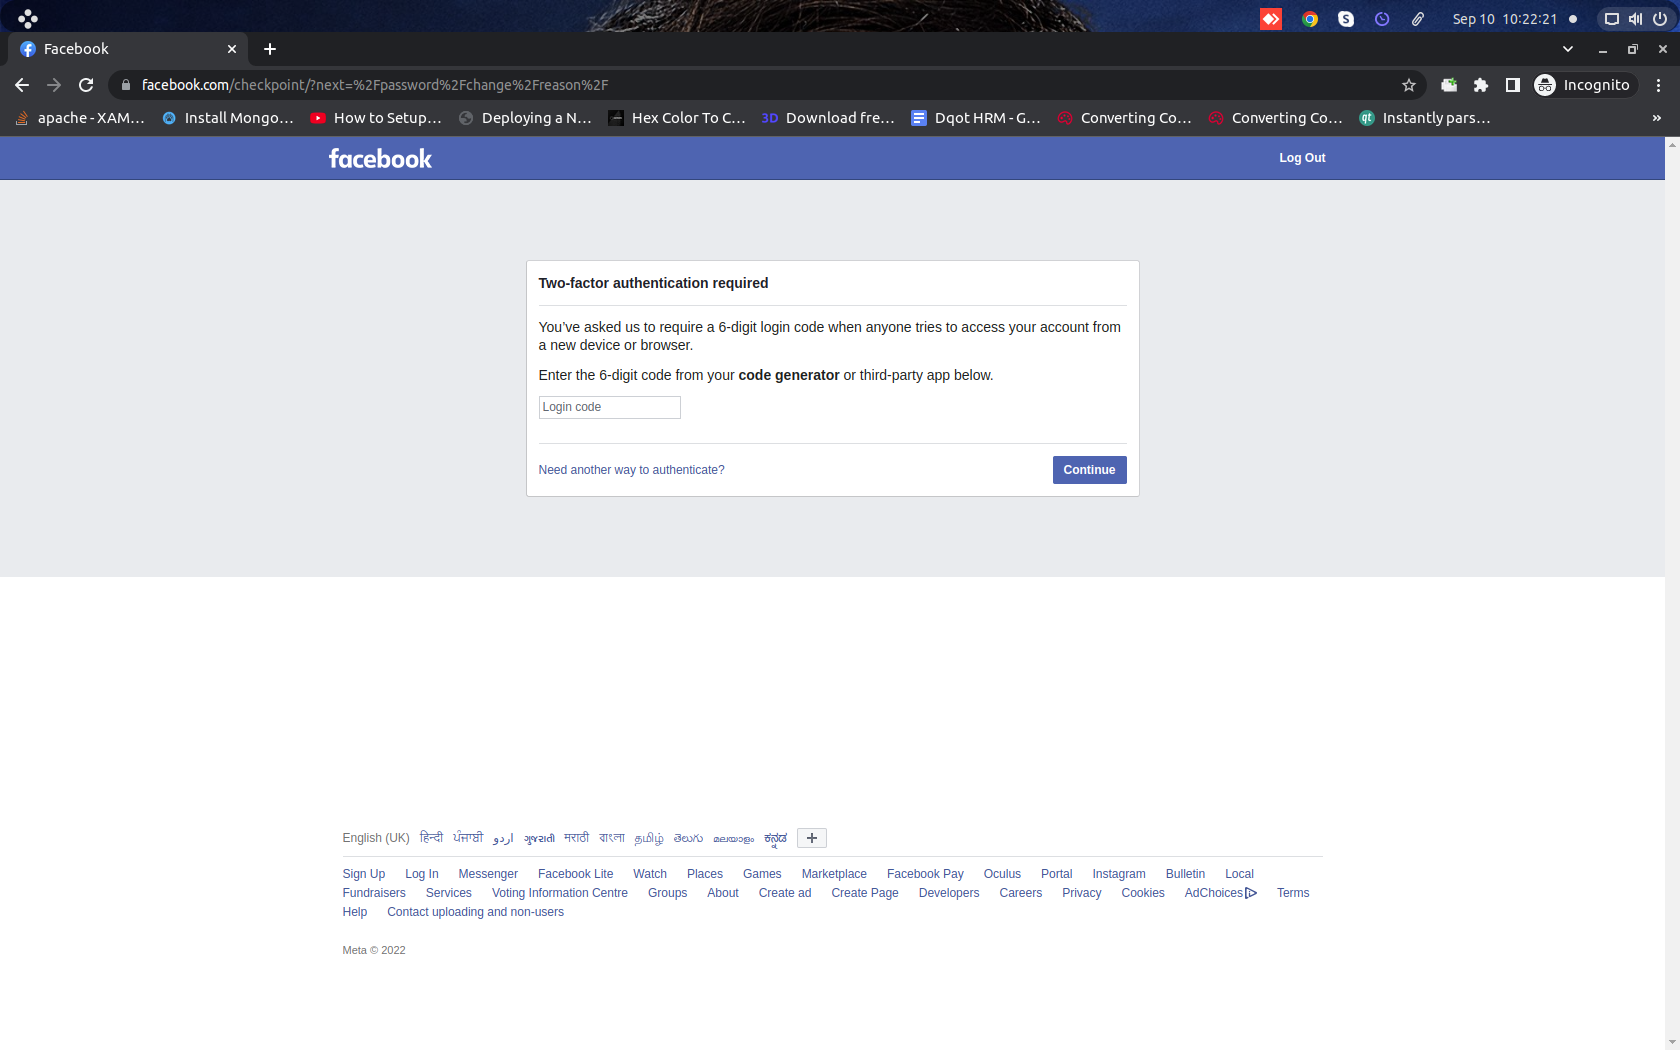 Sep 10 10:22:21
Facebook
facebook.com/checkpoint/?next=%2Fpassword%2Fchange%2Freason%2F
Incognito
apache - XAM... Install Mongo... How to Setup... Deploying a N... Hex Color To C... 3D Download fre... Dqot HRM - G... Converting Co... Converting Co... qt Instantly pars... »
facebook Log Out
Two-factor authentication required
You've asked us to require a 6-digit login code when anyone tries to access your account from
a new device or browser.
Enter the 6-digit code from your code generator or third-party app below.
Login code
Need another way to authenticate? Continue
English (UK) हिन्दी ਪੰਜਾਬੀ اردو ગુજરાતી मराठी বাংলা தமிழ் తెలుగు മലയാളം ಕನ್ನಡ +
Sign Up Log In Messenger Facebook Lite Watch Places Games Marketplace Facebook Pay Oculus Portal Instagram Bulletin Local
Fundraisers Services Voting Information Centre Groups About Create ad Create Page Developers Careers Privacy Cookies AdChoices Terms
Help Contact uploading and non-users
Meta © 2022